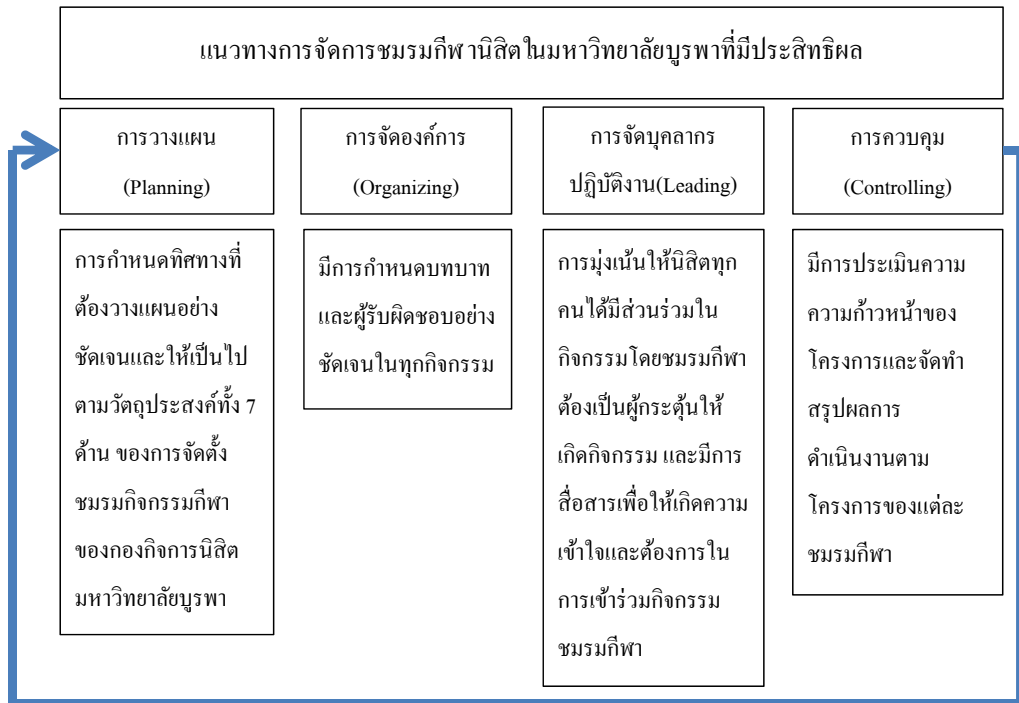 แนวทางการจัดการชมรมกีฬานิสิตในมหาวิทยาลัยบูรพาที่มีประสิทธิผล
การวางแผน
(Planning)
การจัดองค์การ
(Organizing)
การจัดบุคลากร
ปฏิบัติงาน(Leading)
การควบคุม
(Controlling)
การกำหนดทิศทางที่
ต้องวางแผนอย่าง
ชัดเจนและให้เป็นไป
ตามวัตถุประสงค์ทั้ง 7
ด้าน ของการจัดตั้ง
ชมรมกิจกรรมกีฬา
ของกองกิจการนิสิต
มหาวิทยาลัยบูรพา
มีการกำหนดบทบาท
และผู้รับผิดชอบอย่าง
ชัดเจนในทุกกิจกรรม
การมุ่งเน้นให้นิสิตทุก
คนได้มีส่วนร่วมใน
กิจกรรมโดยชมรมกีฬา
ต้องเป็นผู้กระตุ้นให้
เกิดกิจกรรม และมีการ
สื่อสารเพื่อให้เกิดความ
เข้าใจและต้องการใน
การเข้าร่วมกิจกรรม
ชมรมกีฬา
มีการประเมินความ
ความก้าวหน้าของ
โครงการและจัดทำ
สรุปผลการ
ดำเนินงานตาม
โครงการของแต่ละ
ชมรมกีฬา